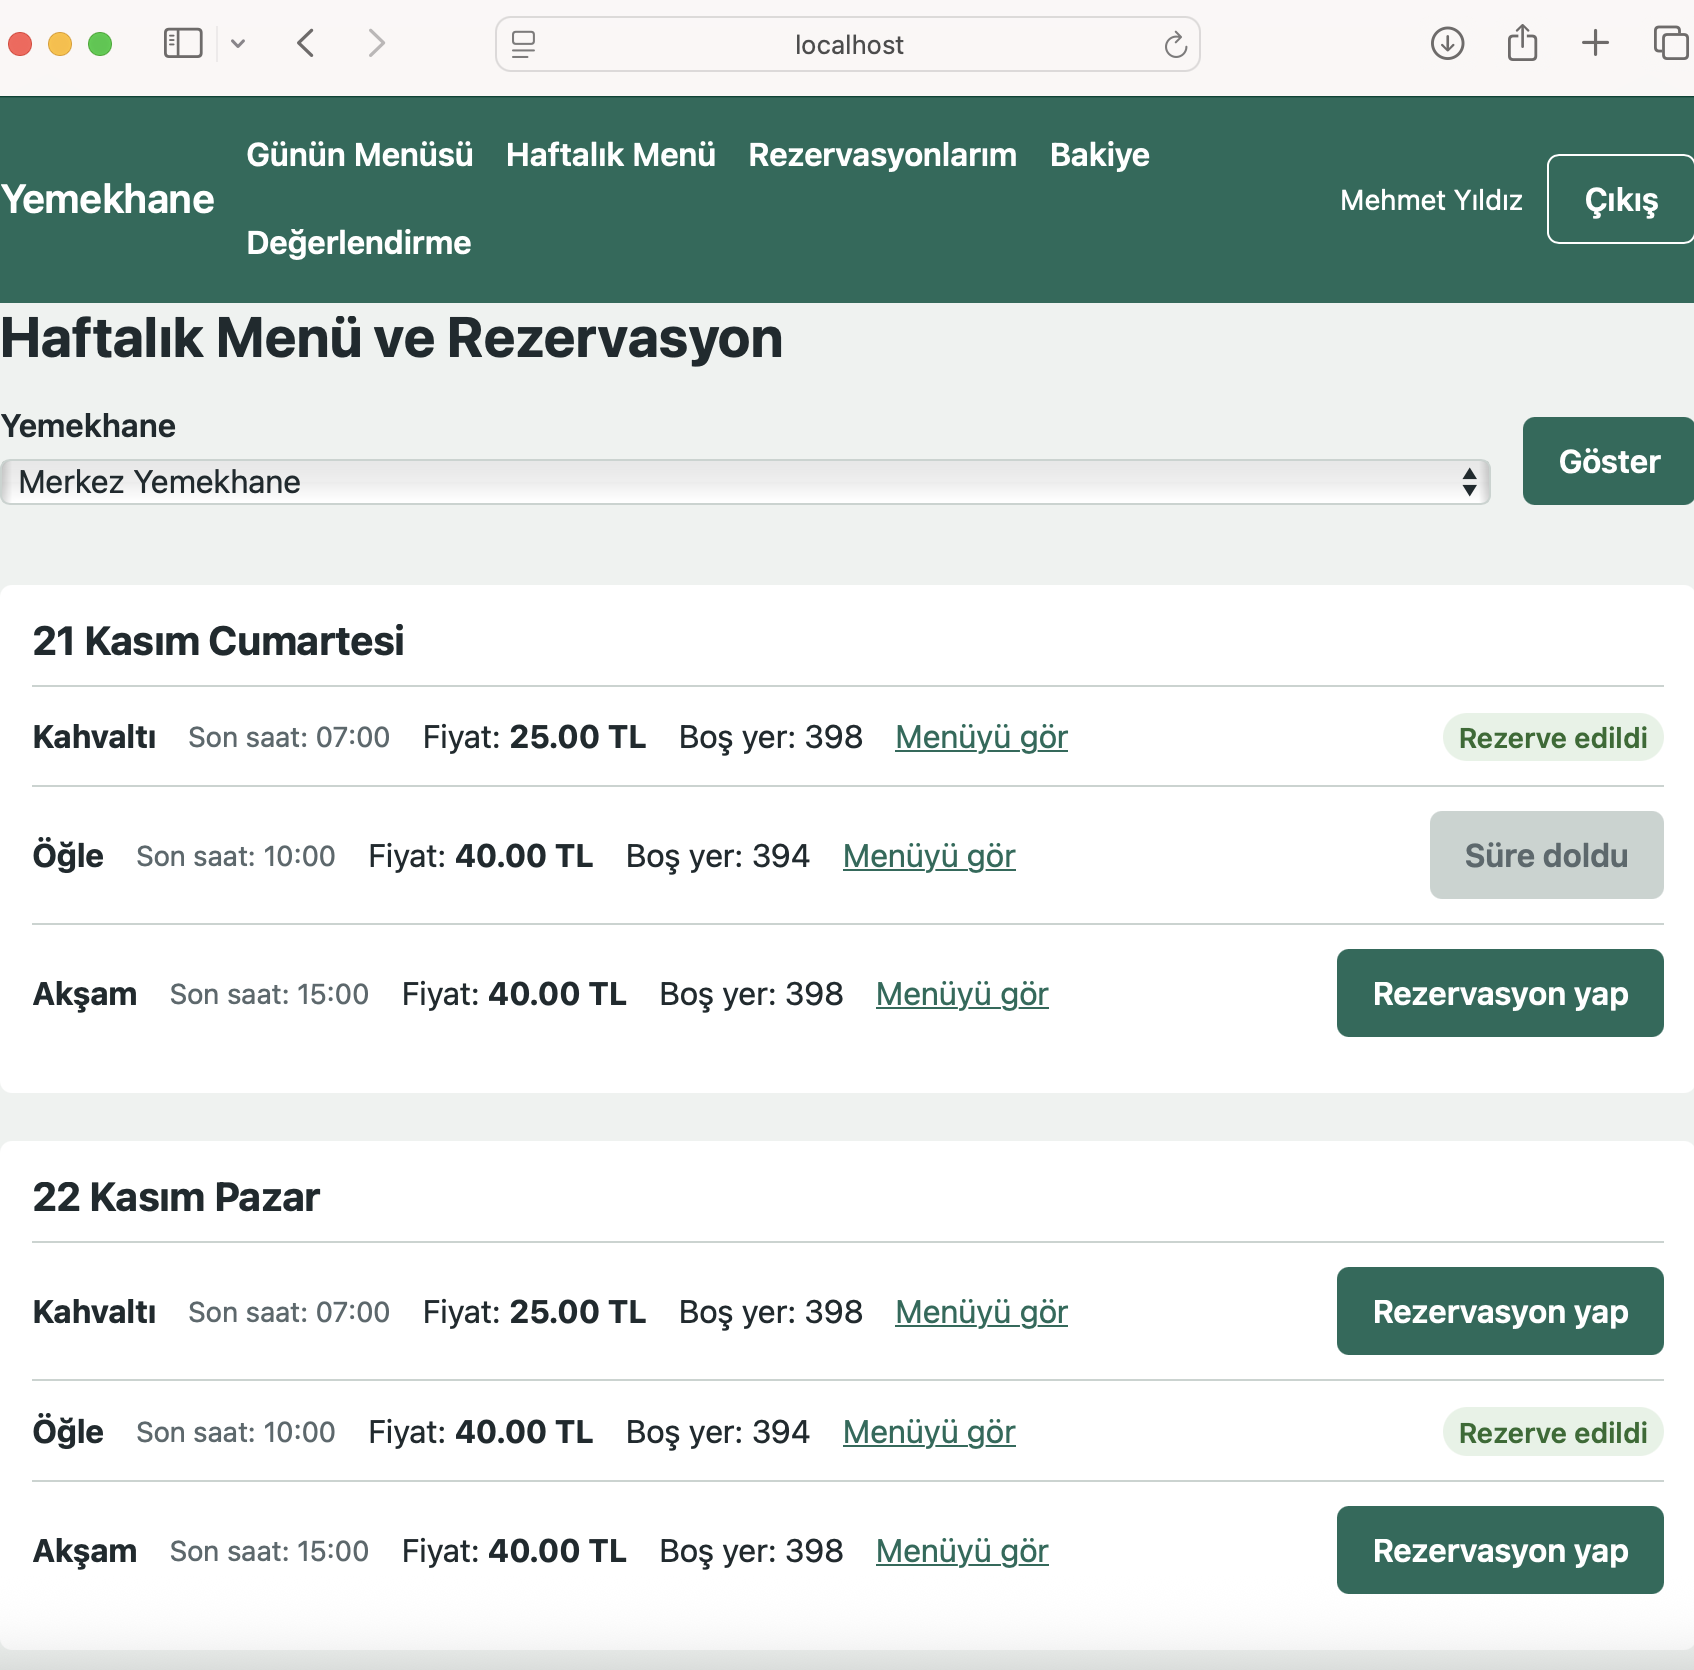 localhost
Yemekhane
Günün Menüsü Haftalık Menü Rezervasyonlarım Bakiye
Değerlendirme
Mehmet Yıldız Çıkış
Haftalık Menü ve Rezervasyon
Yemekhane
Merkez Yemekhane
Göster
21 Kasım Cumartesi
Kahvaltı Son saat: 07:00 Fiyat: 25.00 TL Boş yer: 398 Menüyü gör Rezerve edildi
Öğle Son saat: 10:00 Fiyat: 40.00 TL Boş yer: 394 Menüyü gör Süre doldu
Akşam Son saat: 15:00 Fiyat: 40.00 TL Boş yer: 398 Menüyü gör Rezervasyon yap
22 Kasım Pazar
Kahvaltı Son saat: 07:00 Fiyat: 25.00 TL Boş yer: 398 Menüyü gör Rezervasyon yap
Öğle Son saat: 10:00 Fiyat: 40.00 TL Boş yer: 394 Menüyü gör Rezerve edildi
Akşam Son saat: 15:00 Fiyat: 40.00 TL Boş yer: 398 Menüyü gör Rezervasyon yap